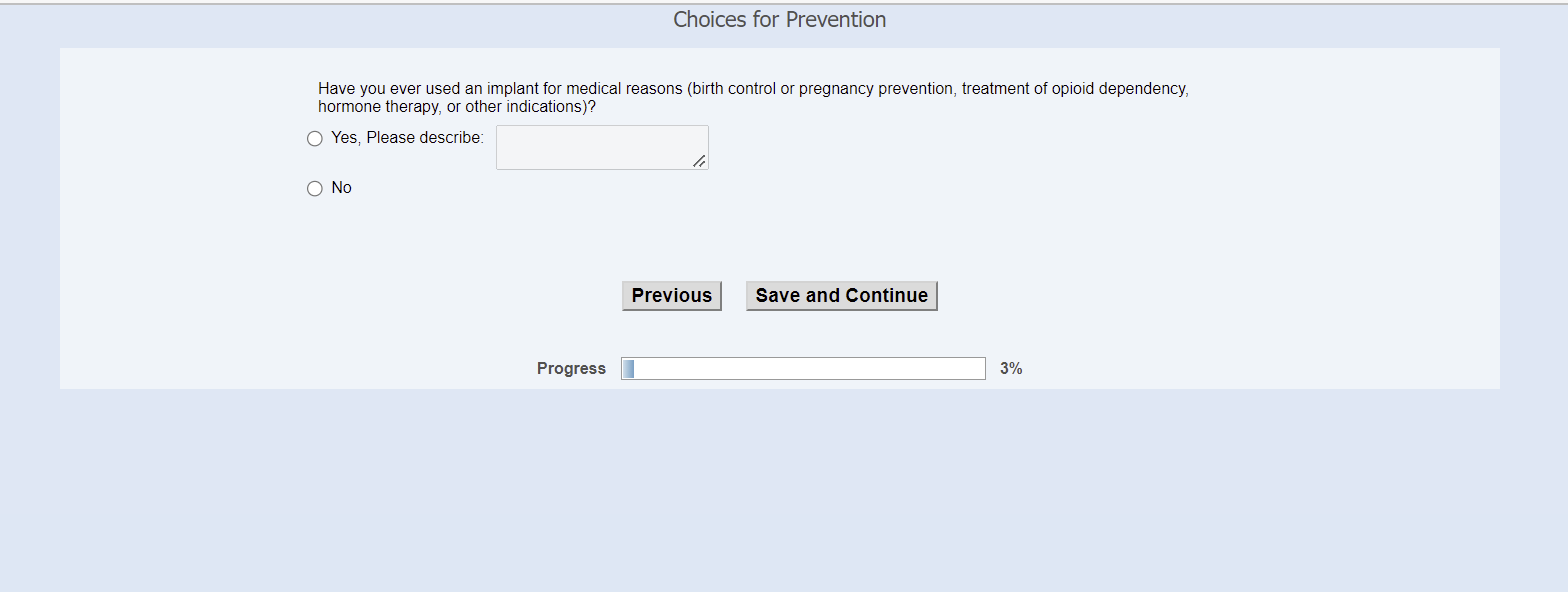 Choices for Prevention
Have you ever used an implant for medical reasons (birth control or pregnancy prevention, treatment of opioid dependency,
hormone therapy, or other indications)?
Yes, Please describe:
No
Previous Save and Continue
Progress 3%